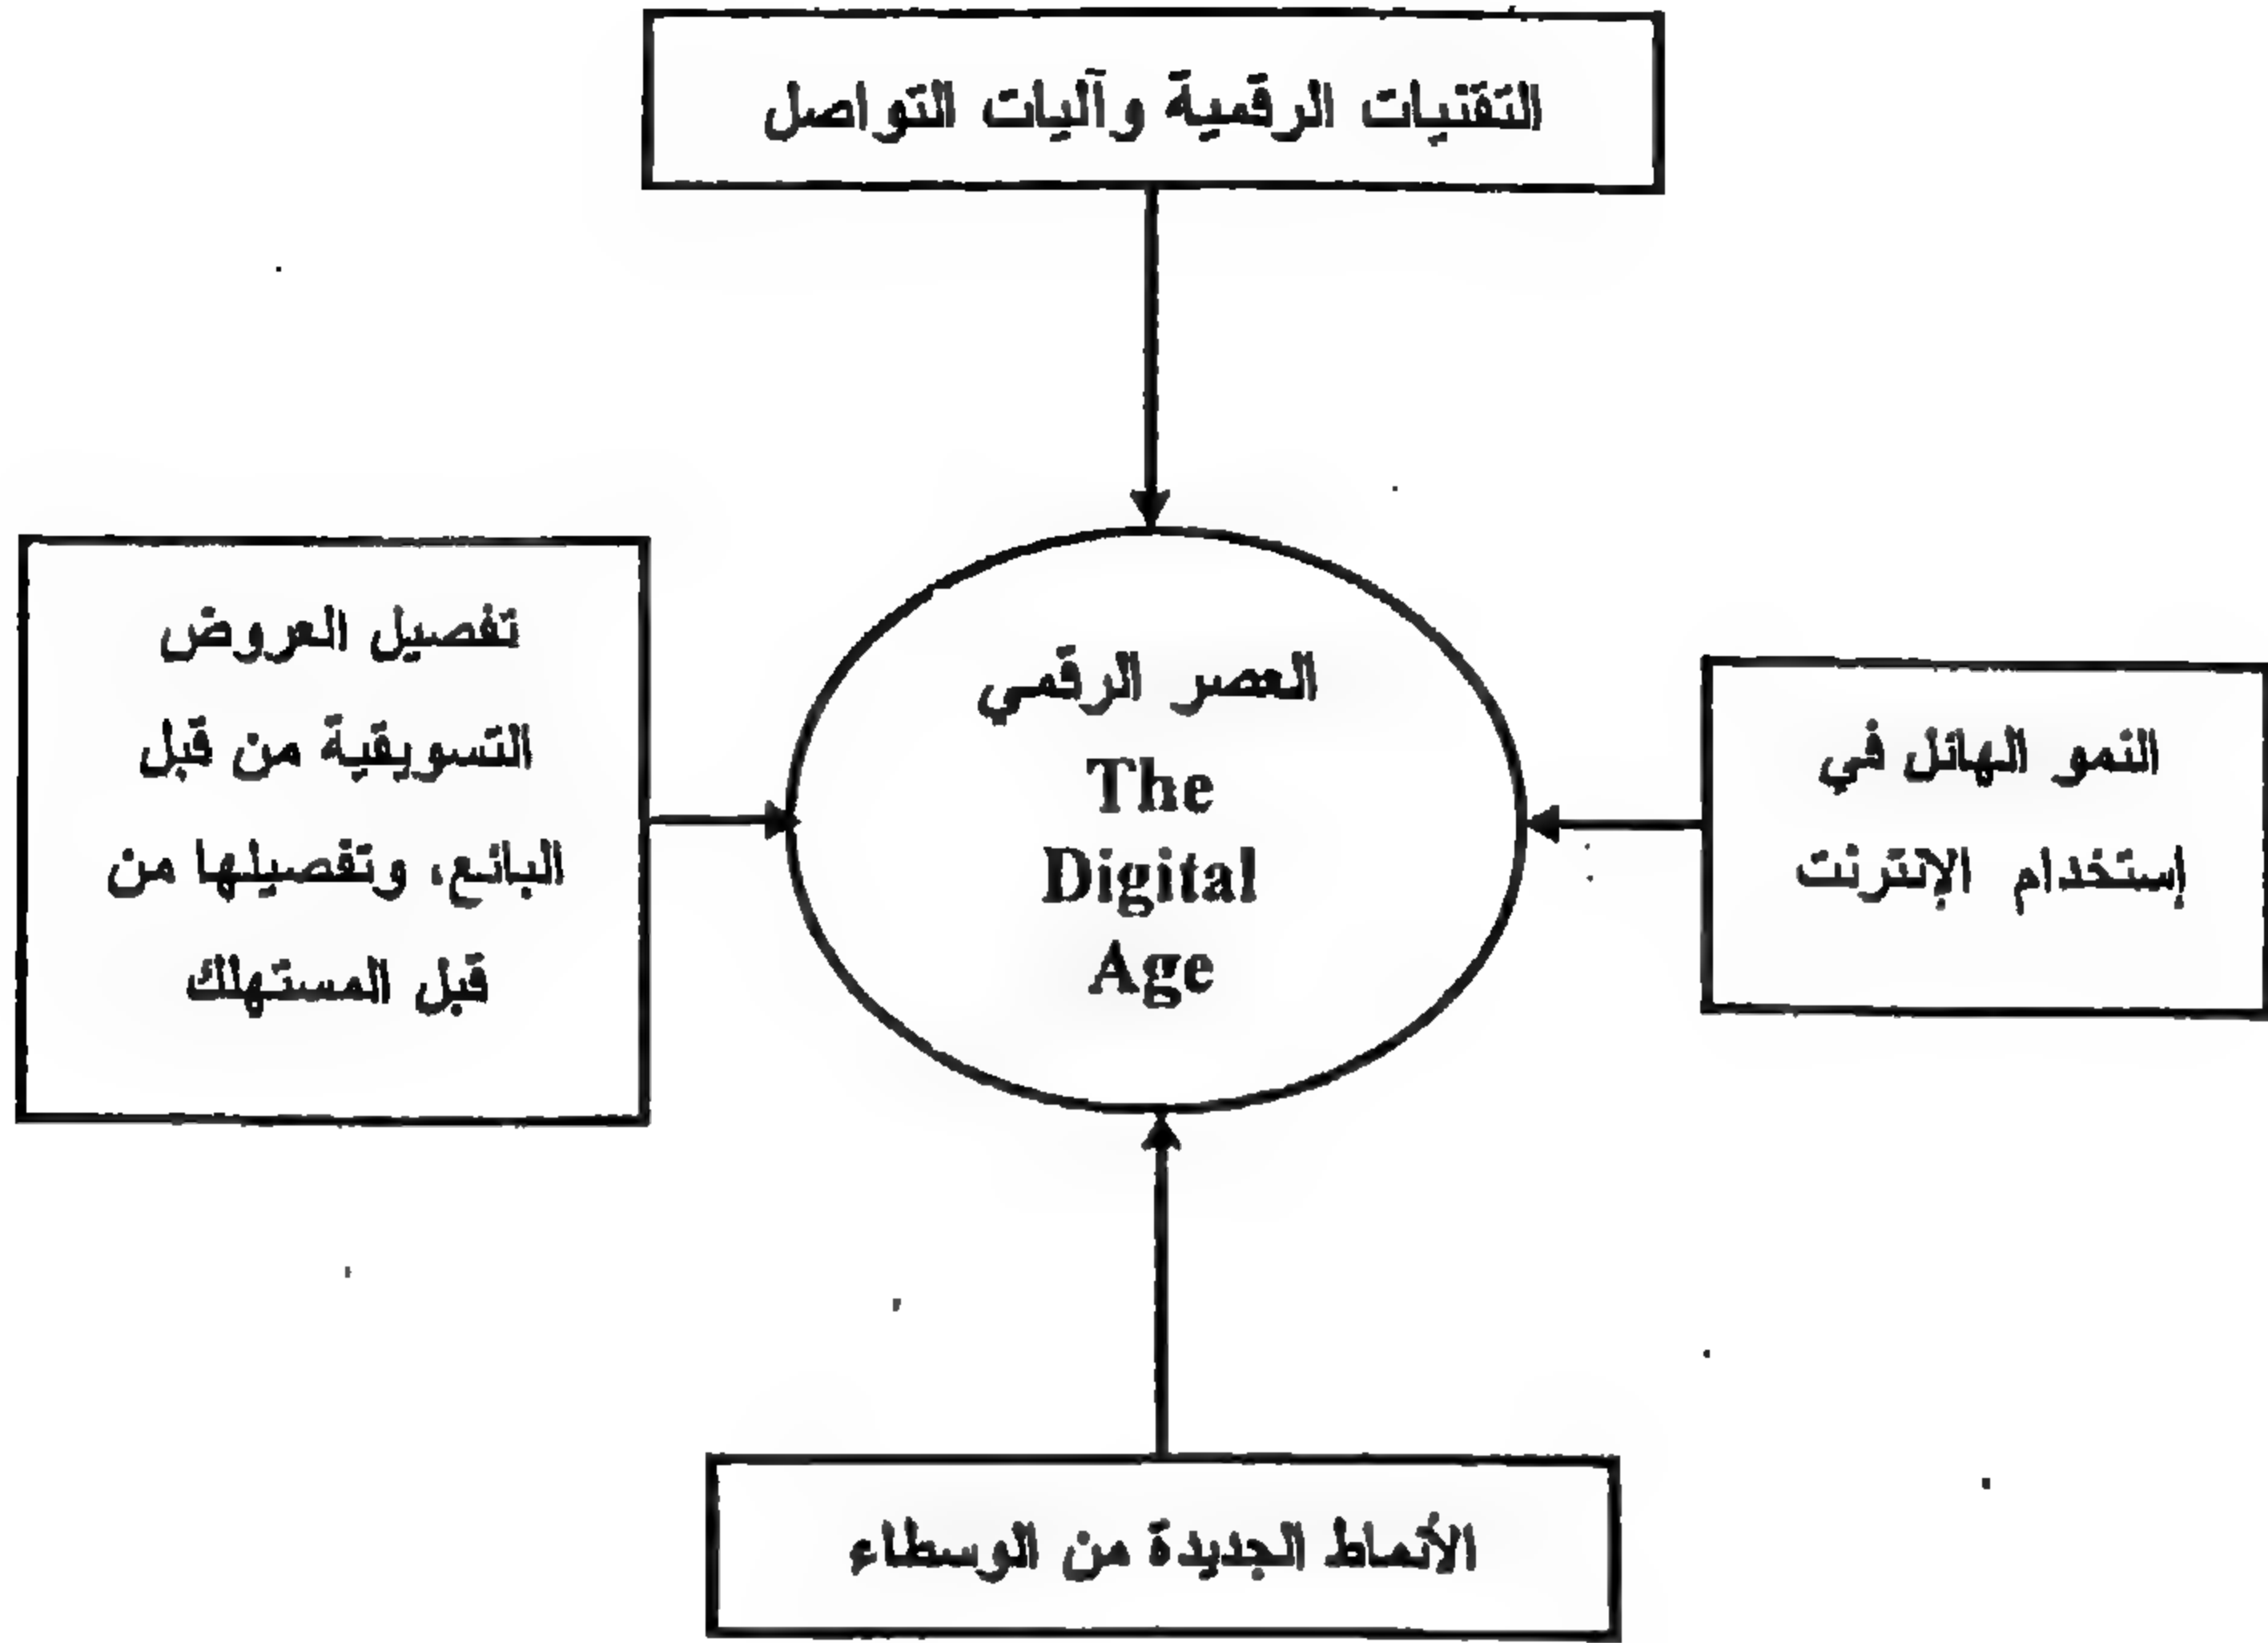 التقنيات الرقمية وآليات التواصل
النمو الهائل في
إستخدام الإنترنت
العصر الرقمي
The
Digital
Age
تفصيل العروض
التسويقية من قبل
البائع، وتفصيلها من
قبل المستهلك
الأنماط الجديدة من الوسطاء